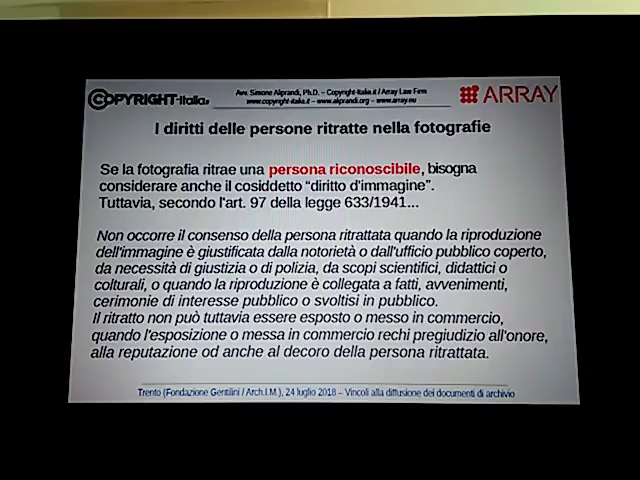 COPYRIGHT-Italia.it
Avv. Simone Aliprandi, Ph.D. – Copyright-Italia.it / Array Law Firm
www.copyright-italia.it – www.aliprandi.org – www.array.eu
ARRAY
I diritti delle persone ritratte nella fotografie
Se la fotografia ritrae una persona riconoscibile, bisogna
considerare anche il cosiddetto “diritto d'immagine”.
Tuttavia, secondo l'art. 97 della legge 633/1941...
Non occorre il consenso della persona ritrattata quando la riproduzione
dell'immagine è giustificata dalla notorietà o dall'ufficio pubblico coperto,
da necessità di giustizia o di polizia, da scopi scientifici, didattici o
colturali, o quando la riproduzione è collegata a fatti, avvenimenti,
cerimonie di interesse pubblico o svoltisi in pubblico.
Il ritratto non può tuttavia essere esposto o messo in commercio,
quando l'esposizione o messa in commercio rechi pregiudizio all'onore,
alla reputazione od anche al decoro della persona ritrattata.
Trento (Fondazione Gentilini / Arch.I.M.), 24 luglio 2018 – Vincoli alla diffusione dei documenti di archivio